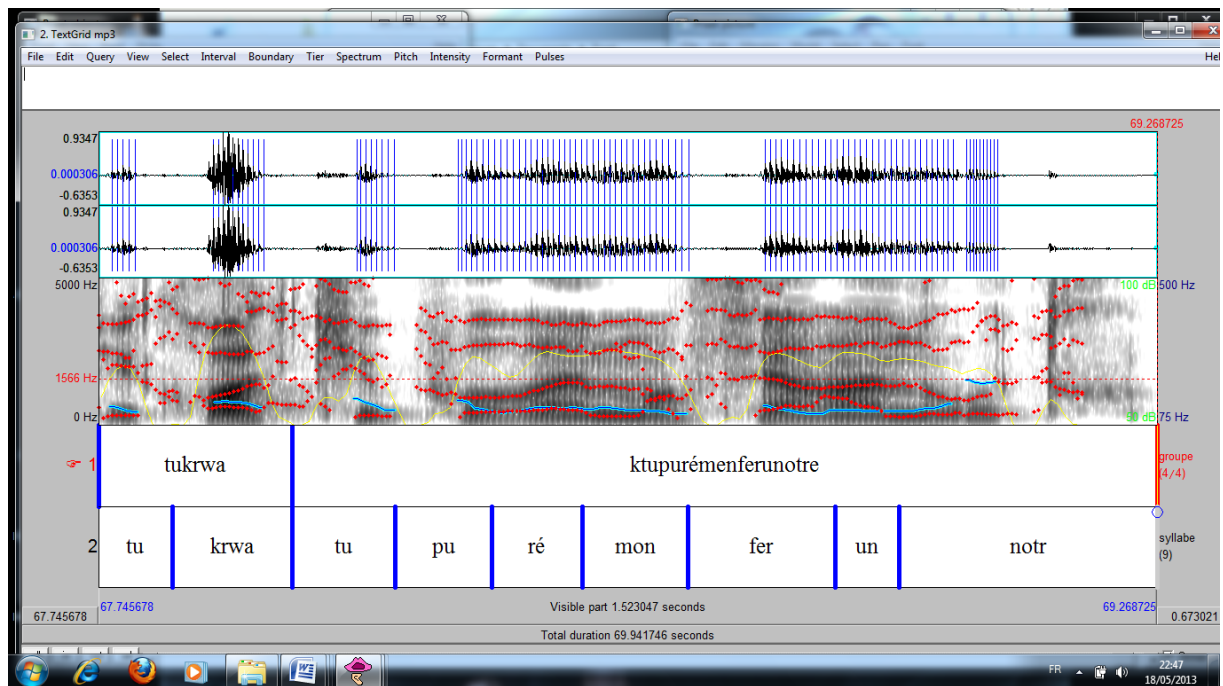 2. TextGrid mp3
File Edit Query View Select Interval Boundary Tier Spectrum Pitch Intensity Formant Pulses Hel
69.268725
0.9347
0.000306
-0.6353
0.9347
0.000306
-0.6353
5000 Hz 100 dB 500 Hz
1566 Hz
0 Hz 50 dB 75 Hz
1 tukrwa ktupurémenferunotre groupe
(4/4)
2 tu krwa tu pu ré mon fer un notr syllabe
(9)
67.745678 67.745678 Visible part 1.523047 seconds 69.268725 0.673021
Total duration 69.941746 seconds
FR 22:47
18/05/2013